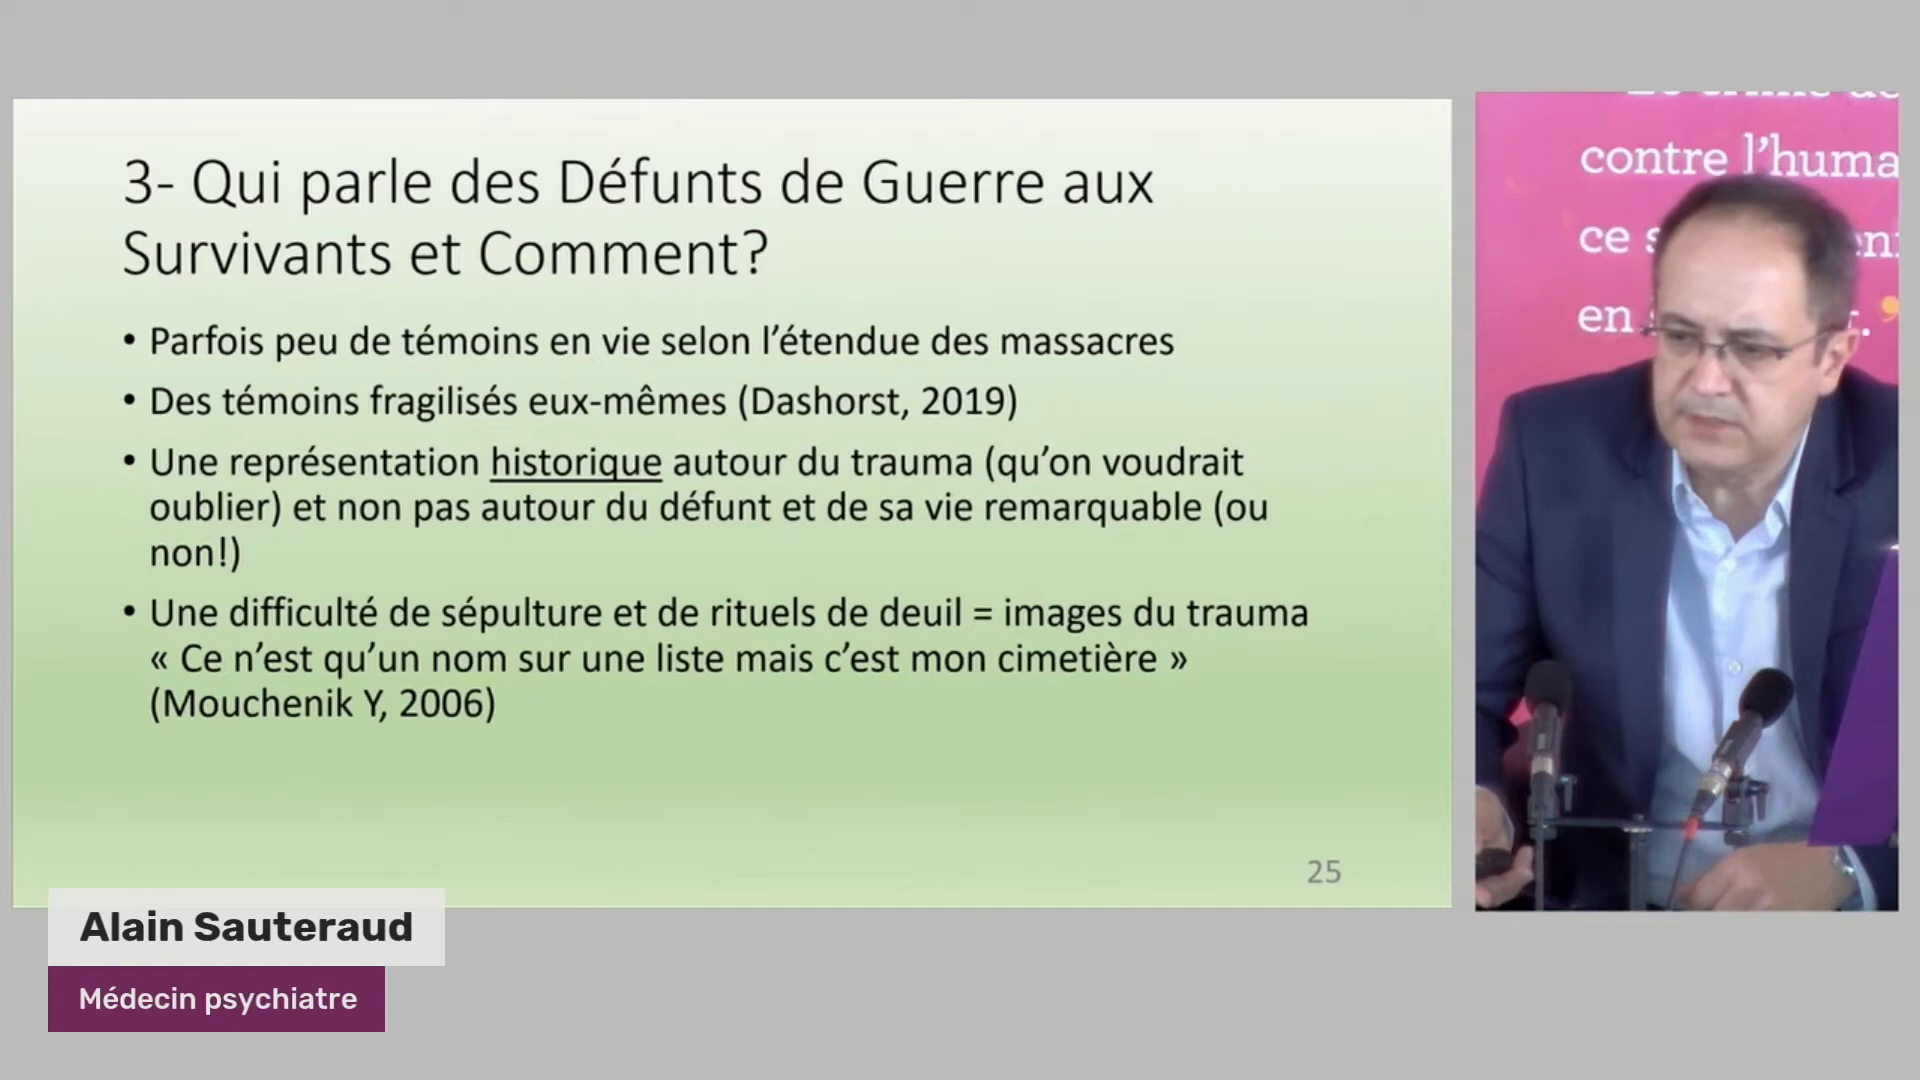 3- Qui parle des Défunts de Guerre aux
Survivants et Comment?
• Parfois peu de témoins en vie selon l’étendue des massacres
• Des témoins fragilisés eux-mêmes (Dashorst, 2019)
• Une représentation historique autour du trauma (qu’on voudrait
oublier) et non pas autour du défunt et de sa vie remarquable (ou
non!)
• Une difficulté de sépulture et de rituels de deuil = images du trauma
« Ce n’est qu’un nom sur une liste mais c’est mon cimetière »
(Mouchenik Y, 2006)
25
contre l’huma
ce
en
Alain Sauteraud
Médecin psychiatre